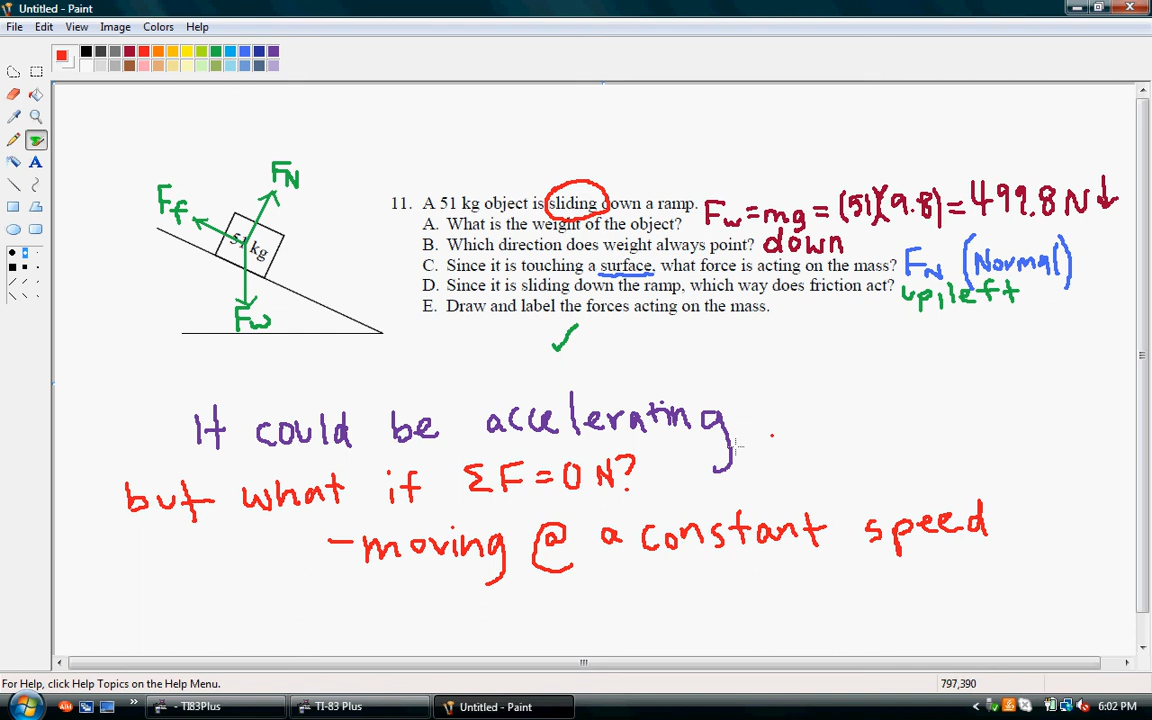 Untitled - Paint
File Edit View Image Colors Help
FN
Ff
51 kg
Fw
11. A 51 kg object is sliding down a ramp.
A. What is the weight of the object?
Fw = mg = (51)(9.8) = 499.8 N ↓
B. Which direction does weight always point? down
C. Since it is touching a surface, what force is acting on the mass? FN (Normal)
D. Since it is sliding down the ramp, which way does friction act? up, left
E. Draw and label the forces acting on the mass.
✓
It could be accelerating
but what if ΣF = 0 N?
- moving @ a constant speed
For Help, click Help Topics on the Help Menu.
797,390
- TI83Plus
TI-83 Plus
Untitled - Paint
6:02 PM